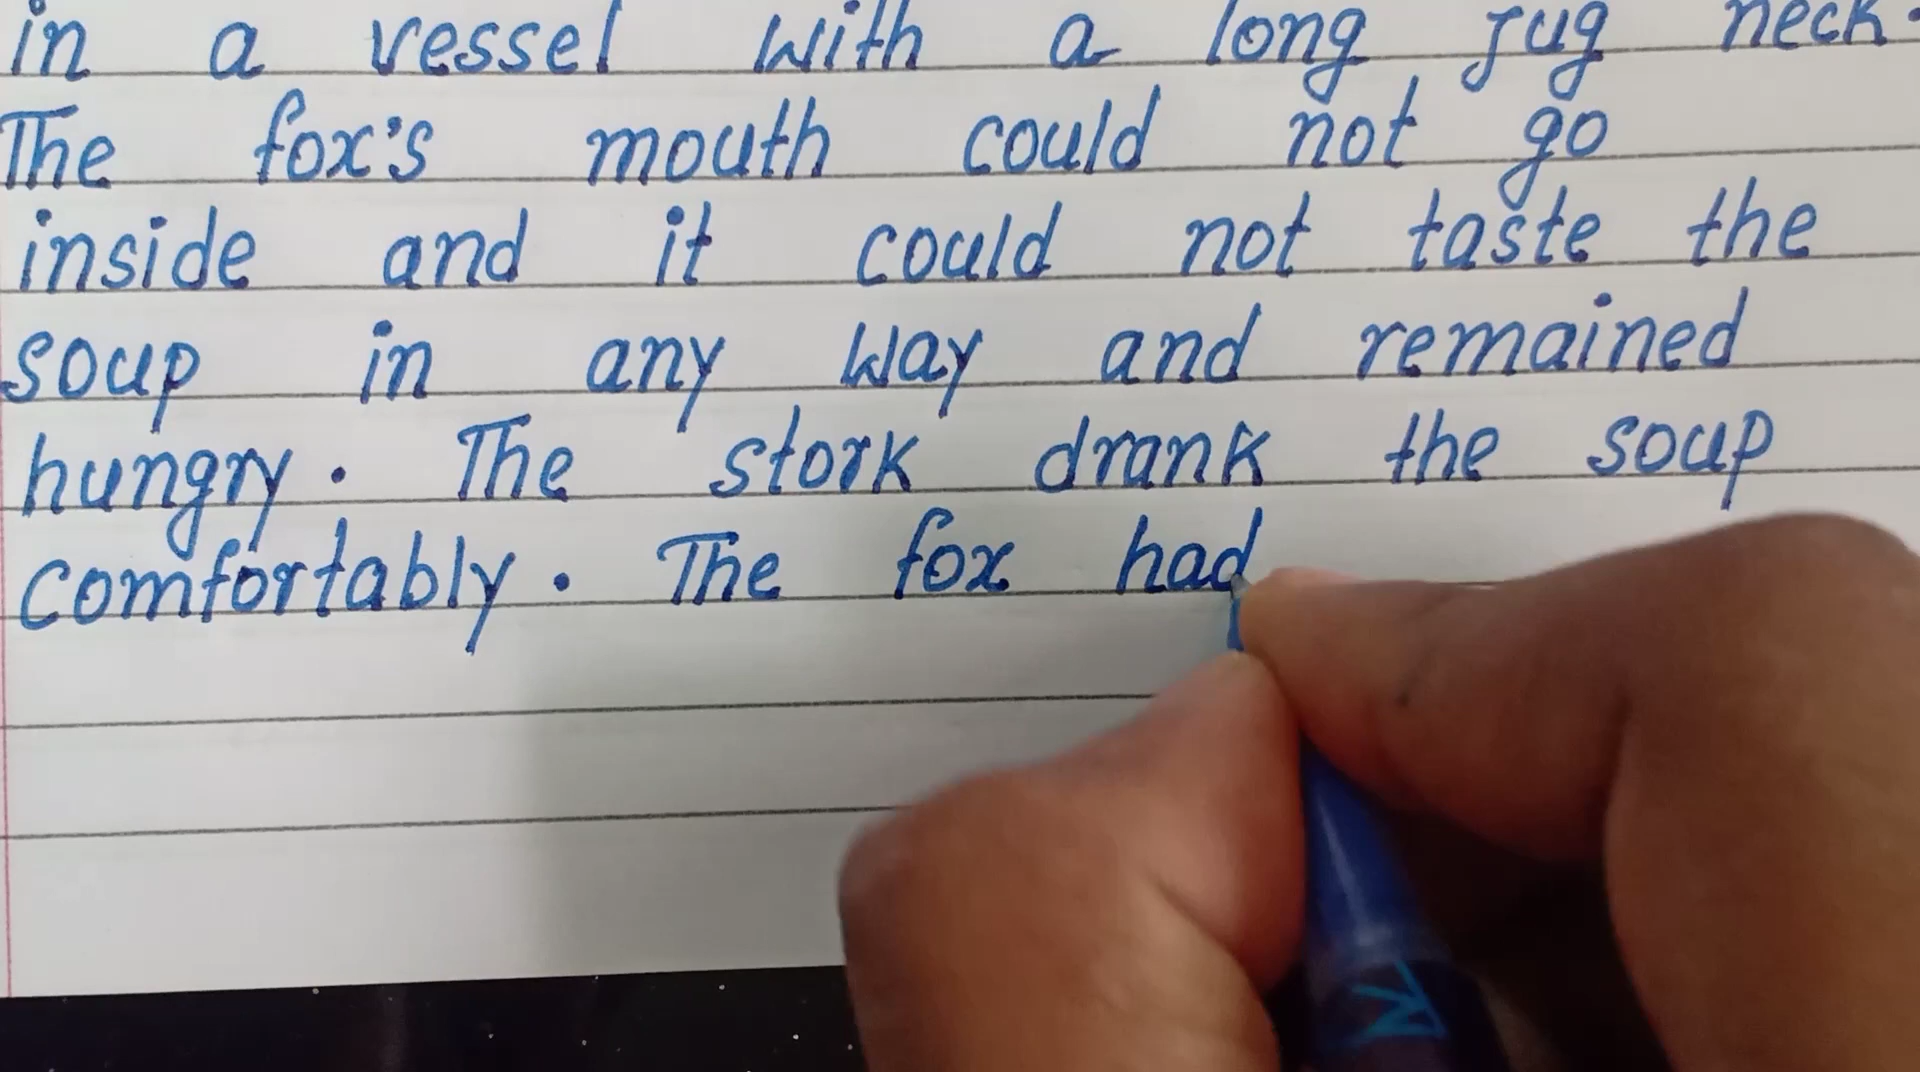 in a vessel with a long jug neck.
The fox's mouth could not go
inside and it could not taste the
soup in any way and remained
hungry. The stork drank the soup
comfortably. The fox had